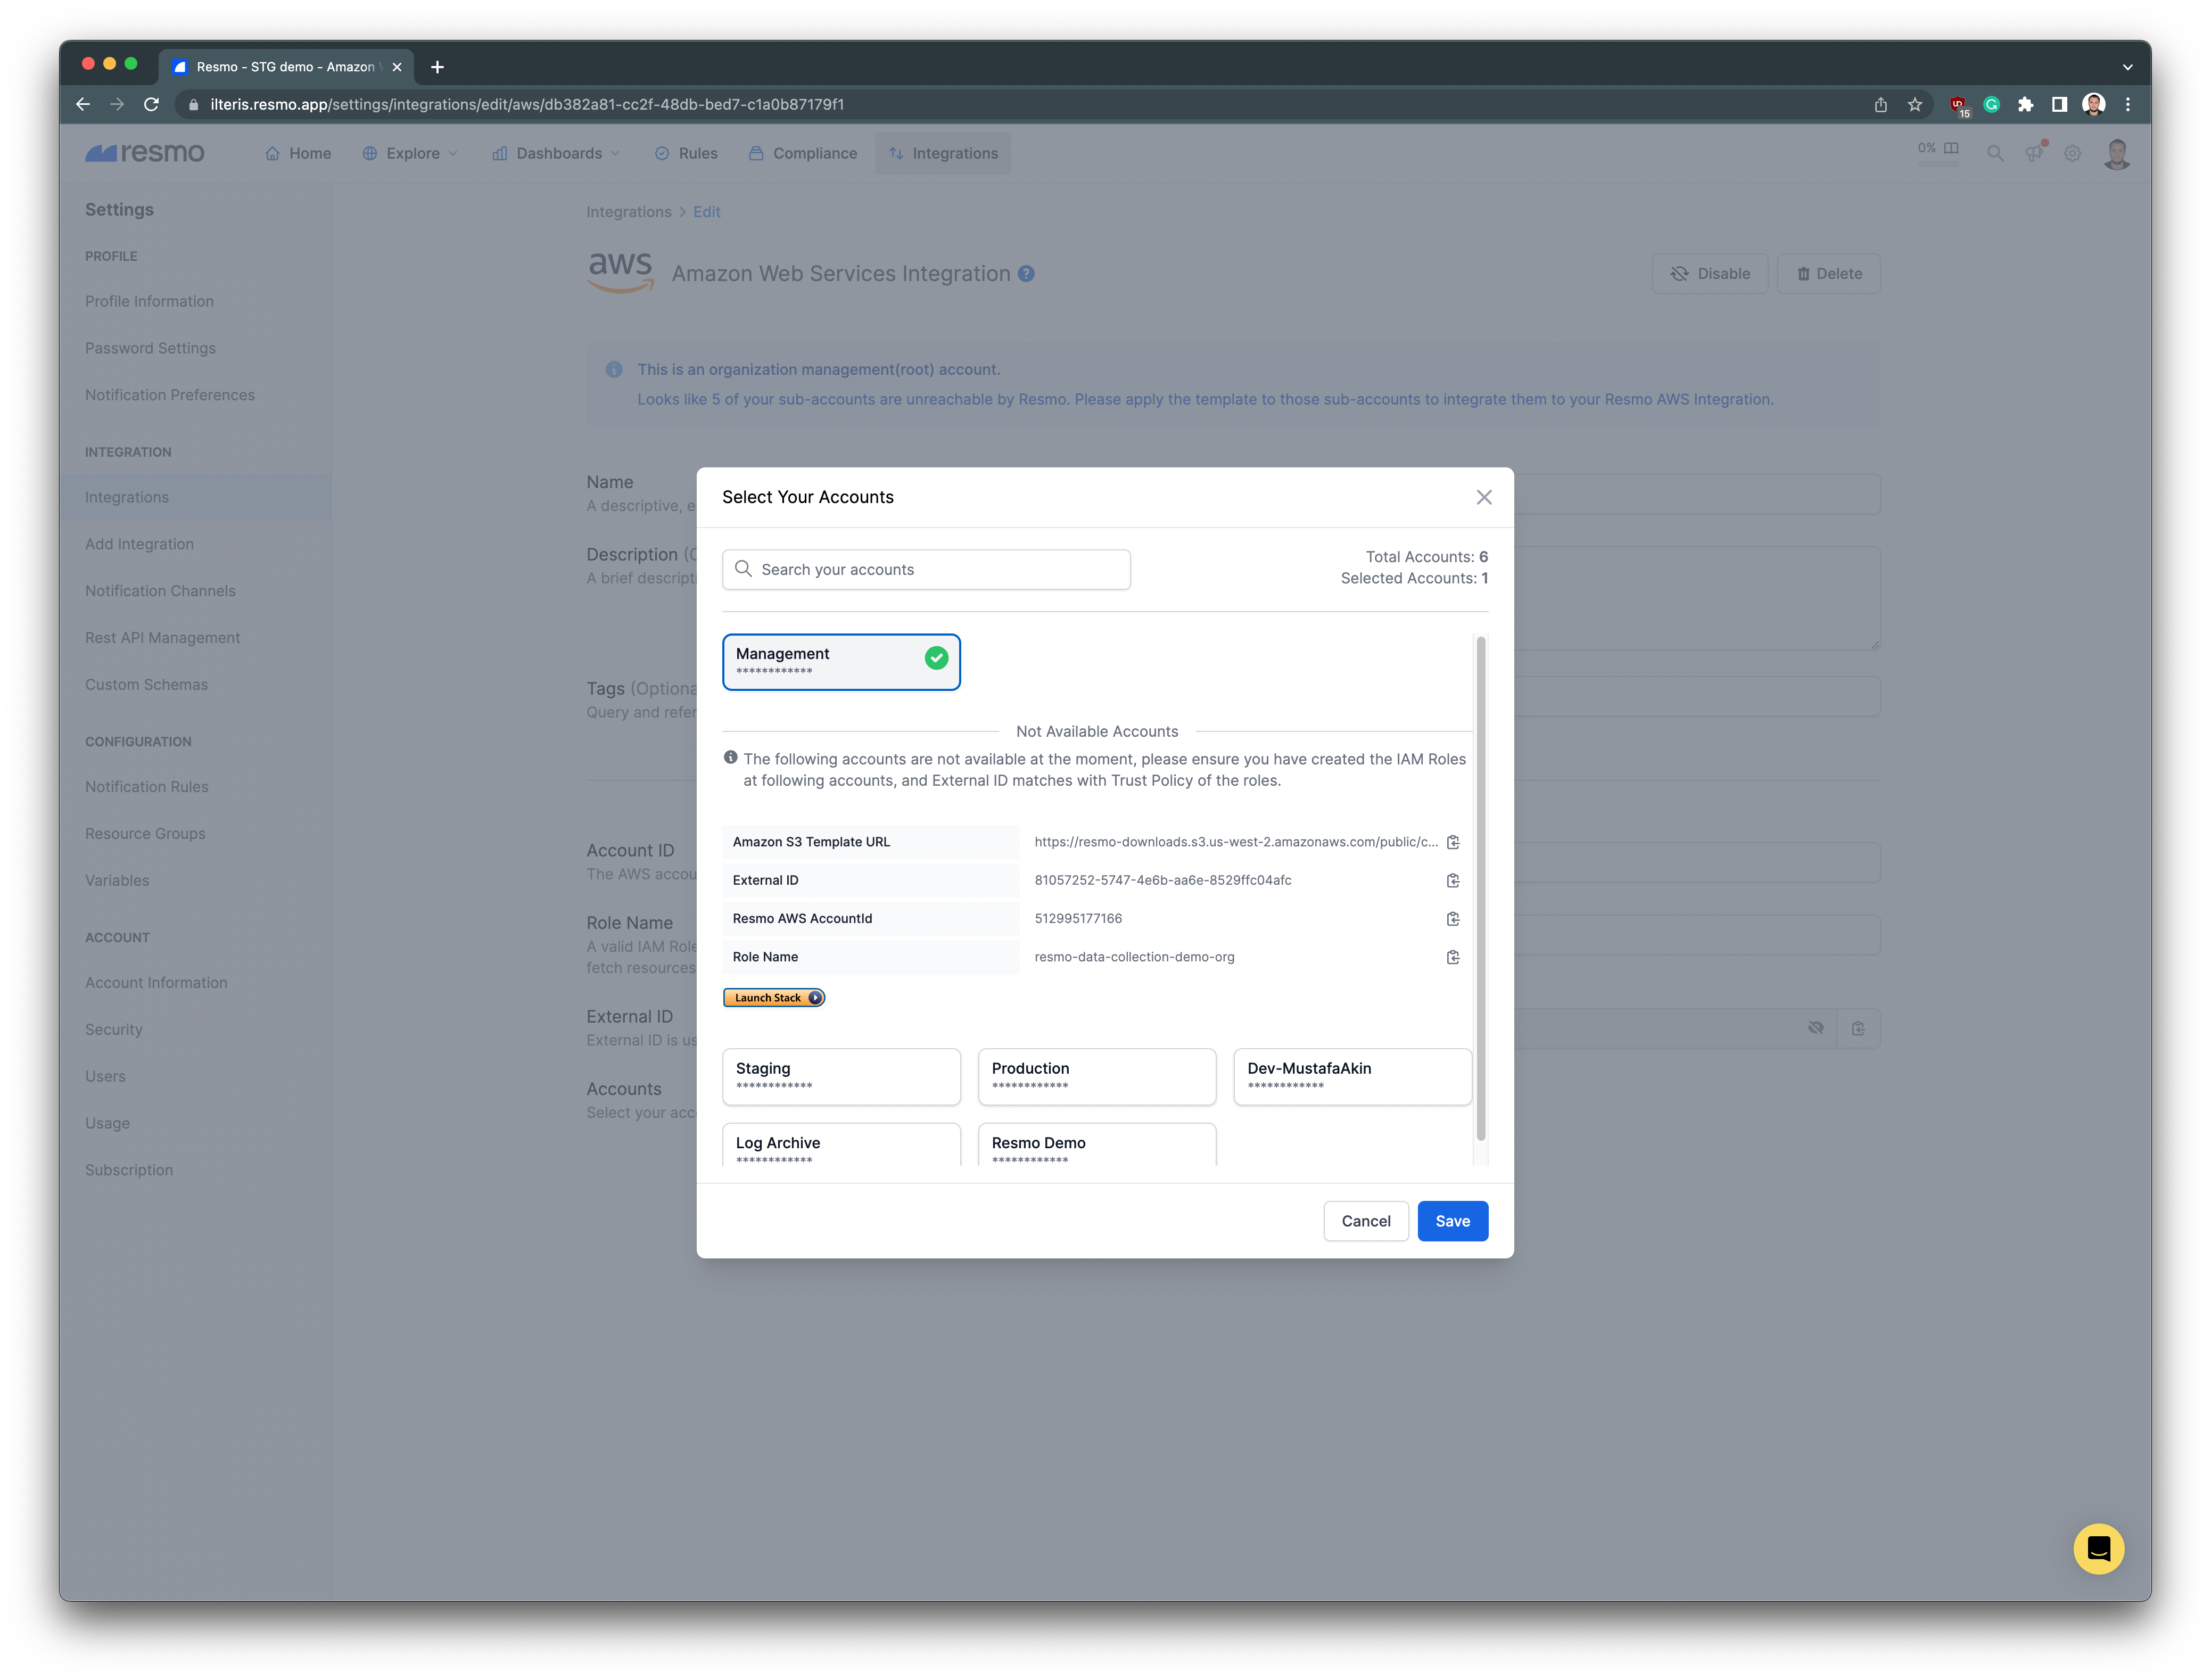 Resmo - STG demo - Amazon
ilteris.resmo.app/settings/integrations/edit/aws/db382a81-cc2f-48db-bed7-c1a0b87179f1
15
resmo
Home
Explore
Dashboards
Rules
Compliance
Integrations
0%
Settings
PROFILE
Profile Information
Password Settings
Notification Preferences
INTEGRATION
Integrations
Add Integration
Notification Channels
Rest API Management
Custom Schemas
CONFIGURATION
Notification Rules
Resource Groups
Variables
ACCOUNT
Account Information
Security
Users
Usage
Subscription
Integrations > Edit
aws
Amazon Web Services Integration ?
Disable
Delete
This is an organization management(root) account.
Looks like 5 of your sub-accounts are unreachable by Resmo. Please apply the template to those sub-accounts to integrate them to your Resmo AWS Integration.
Name
A descriptive, e
Description (O
A brief descript
Tags (Optiona
Query and refer
Account ID
The AWS accou
Role Name
A valid IAM Role
fetch resources
External ID
External ID is us
Accounts
Select your acc
Select Your Accounts
Search your accounts
Total Accounts: 6
Selected Accounts: 1
Management
************
Not Available Accounts
The following accounts are not available at the moment, please ensure you have created the IAM Roles
at following accounts, and External ID matches with Trust Policy of the roles.
Amazon S3 Template URL
https://resmo-downloads.s3.us-west-2.amazonaws.com/public/c...
External ID
81057252-5747-4e6b-aa6e-8529ffc04afc
Resmo AWS AccountId
512995177166
Role Name
resmo-data-collection-demo-org
Launch Stack
Staging
************
Production
************
Dev-MustafaAkin
************
Log Archive
************
Resmo Demo
************
Cancel
Save